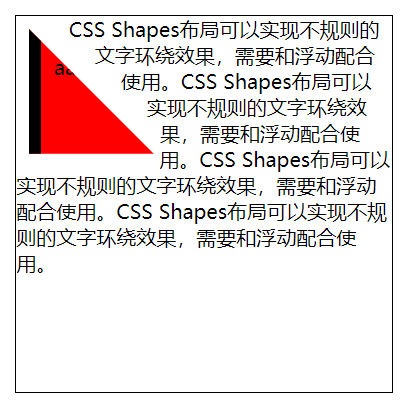 CSS Shapes布局可以实现不规则的
文字环绕效果，需要和浮动配合
使用。CSS Shapes布局可以
实现不规则的文字环绕效
果，需要和浮动配合使
用。CSS Shapes布局可以
实现不规则的文字环绕效果，需要和浮动
配合使用。CSS Shapes布局可以实现不规
则的文字环绕效果，需要和浮动配合使
用。